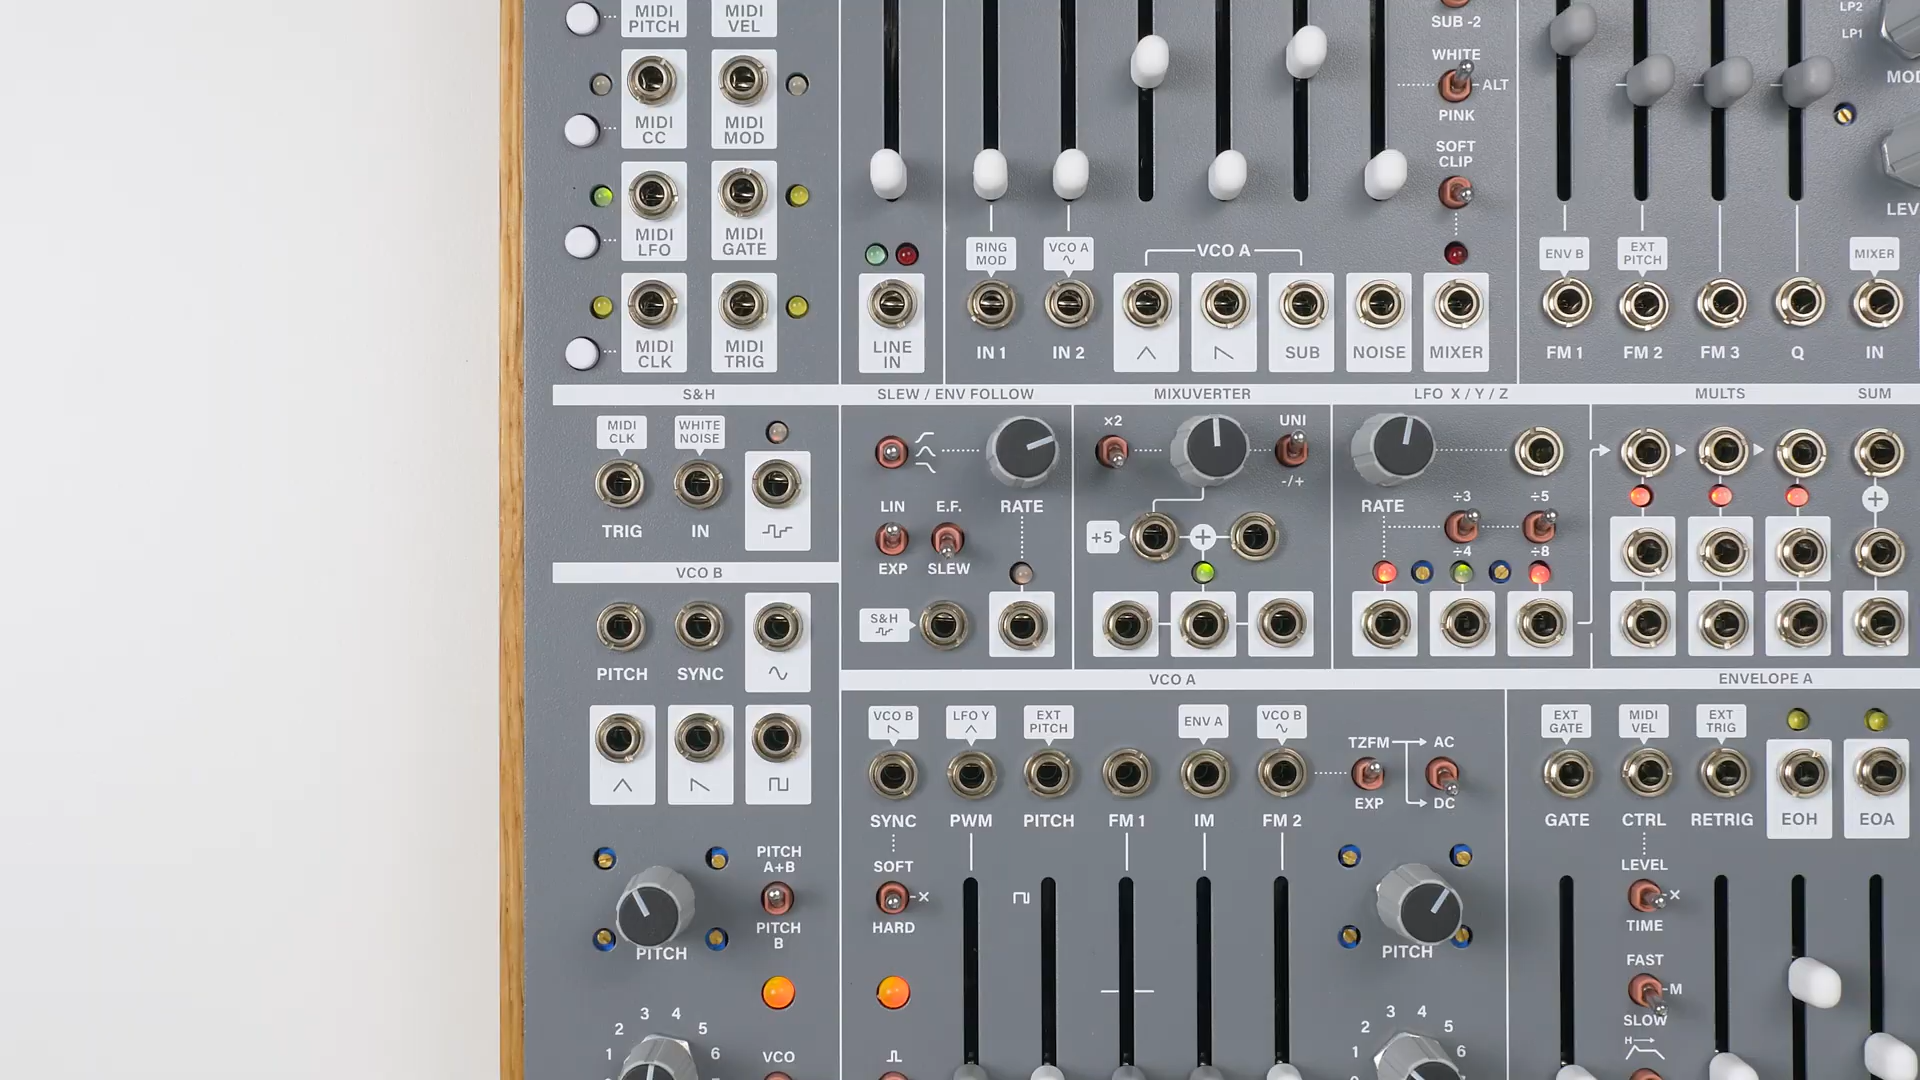 MIDI
PITCH
MIDI
VEL
MIDI
CC
MIDI
MOD
MIDI
LFO
MIDI
GATE
MIDI
CLK
MIDI
TRIG
LINE
IN
RING
MOD
IN 1
VCO A
IN 2
VCO A
SUB
NOISE
MIXER
SUB -2
WHITE
ALT
PINK
SOFT
CLIP
ENV B
FM 1
EXT
PITCH
FM 2
FM 3
Q
MIXER
IN
LP2
LP1
MOD
LEV
S&H
MIDI
CLK
WHITE
NOISE
TRIG
IN
SLEW / ENV FOLLOW
LIN
E.F.
RATE
EXP
SLEW
S&H
MIXUVERTER
×2
UNI
-/+
+5
+
LFO X / Y / Z
RATE
÷3
÷5
÷4
÷8
MULTS
SUM
+
VCO B
PITCH
SYNC
PITCH
A+B
PITCH
B
PITCH
1
2
3
4
5
6
VCO
VCO A
VCO B
LFO Y
EXT
PITCH
ENV A
VCO B
SYNC
PWM
PITCH
FM 1
IM
FM 2
TZFM
AC
EXP
DC
SOFT
X
HARD
PITCH
1
2
3
4
5
6
ENVELOPE A
EXT
GATE
MIDI
VEL
EXT
TRIG
GATE
CTRL
RETRIG
EOH
EOA
LEVEL
X
TIME
FAST
M
SLOW
H